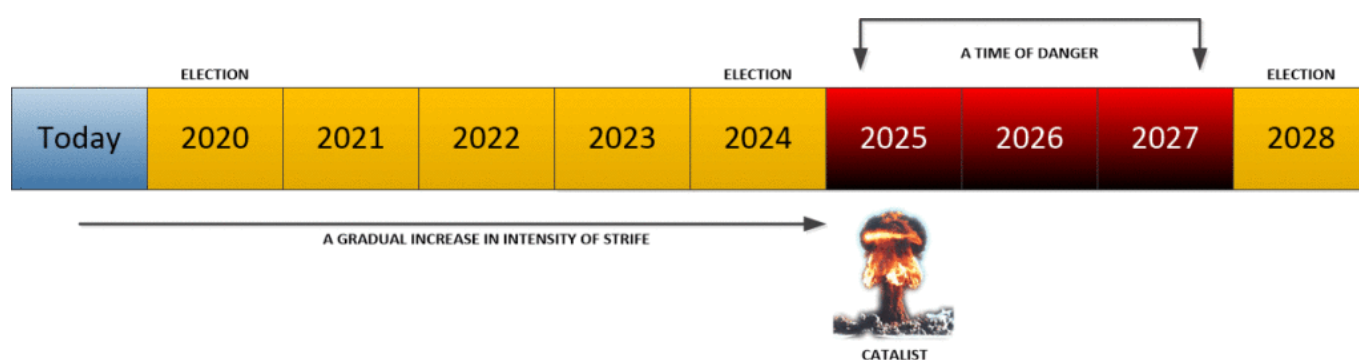 A TIME OF DANGER
ELECTION ELECTION ELECTION
Today 2020 2021 2022 2023 2024 2025 2026 2027 2028
A GRADUAL INCREASE IN INTENSITY OF STRIFE
CATALIST